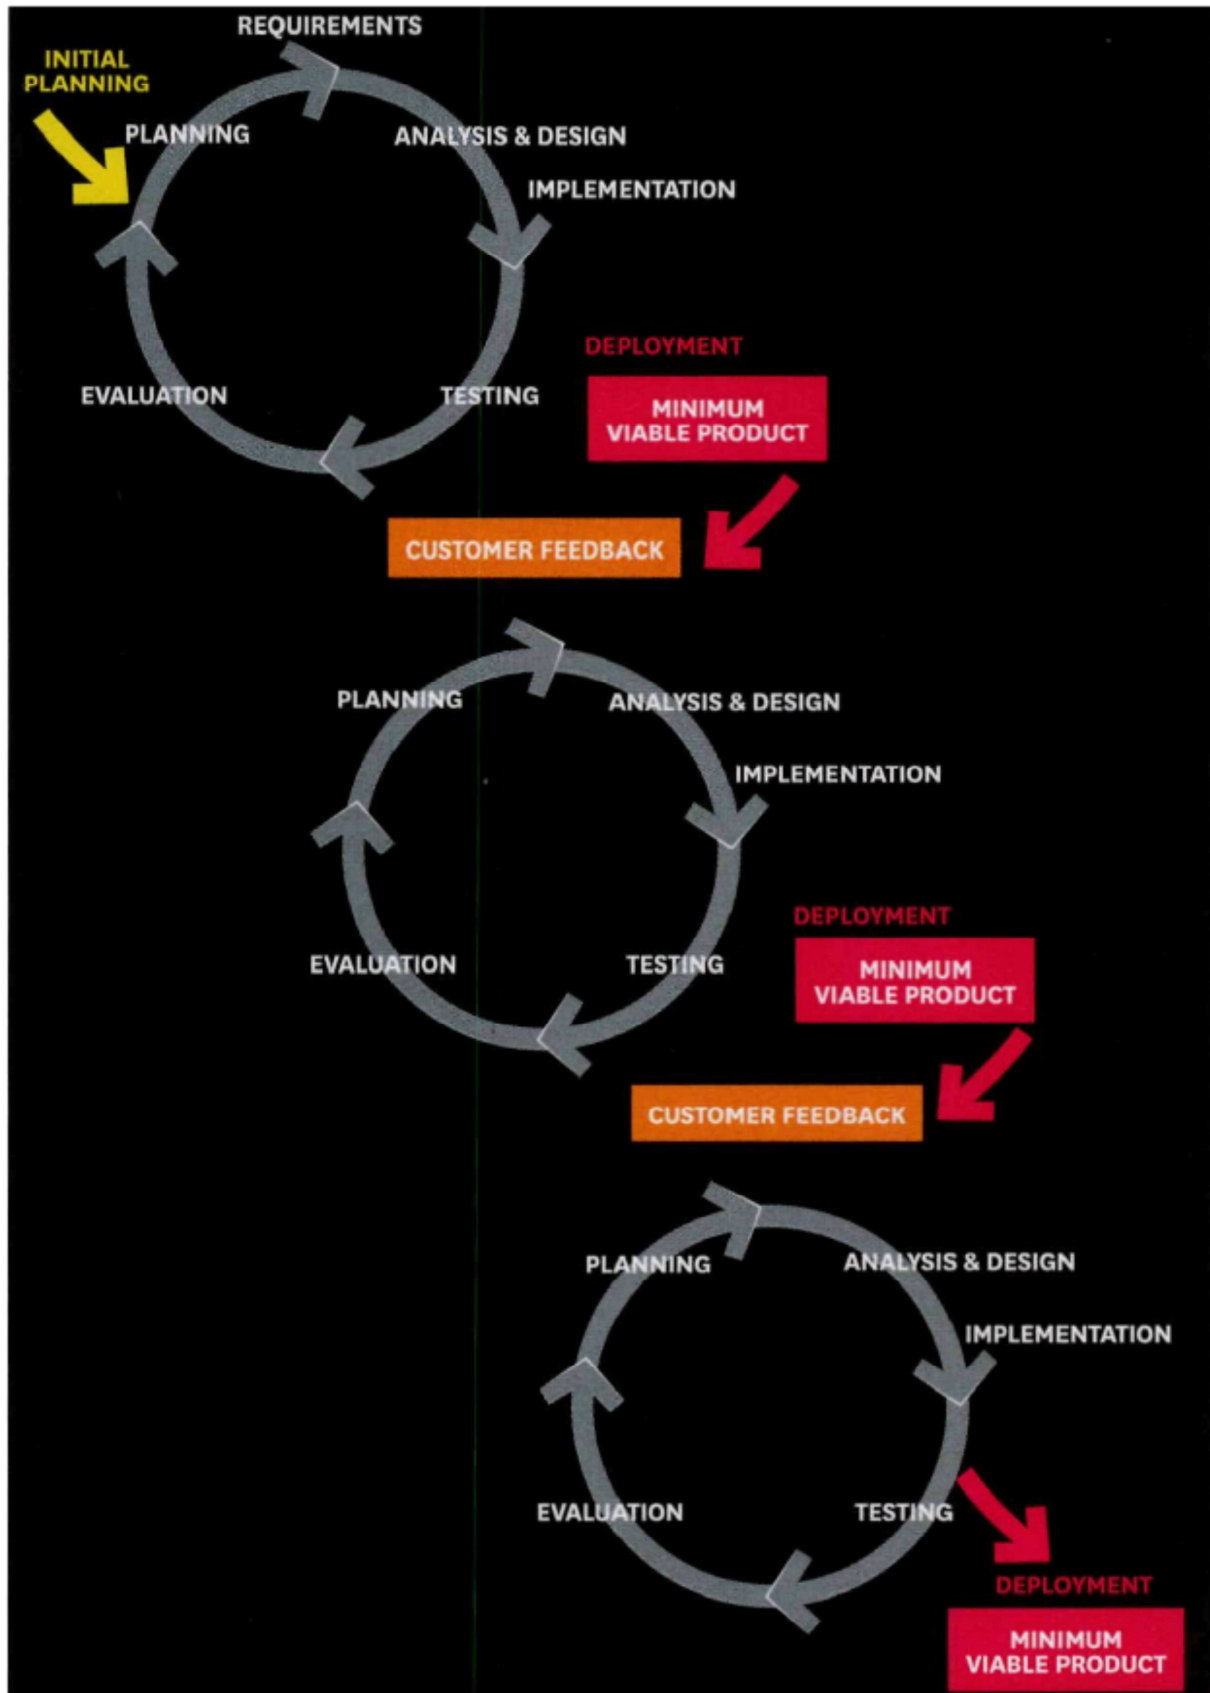 REQUIREMENTS
INITIAL
PLANNING
PLANNING
ANALYSIS & DESIGN
IMPLEMENTATION
DEPLOYMENT
EVALUATION
TESTING
MINIMUM
VIABLE PRODUCT
CUSTOMER FEEDBACK
PLANNING
ANALYSIS & DESIGN
IMPLEMENTATION
DEPLOYMENT
EVALUATION
TESTING
MINIMUM
VIABLE PRODUCT
CUSTOMER FEEDBACK
PLANNING
ANALYSIS & DESIGN
IMPLEMENTATION
EVALUATION
TESTING
DEPLOYMENT
MINIMUM
VIABLE PRODUCT